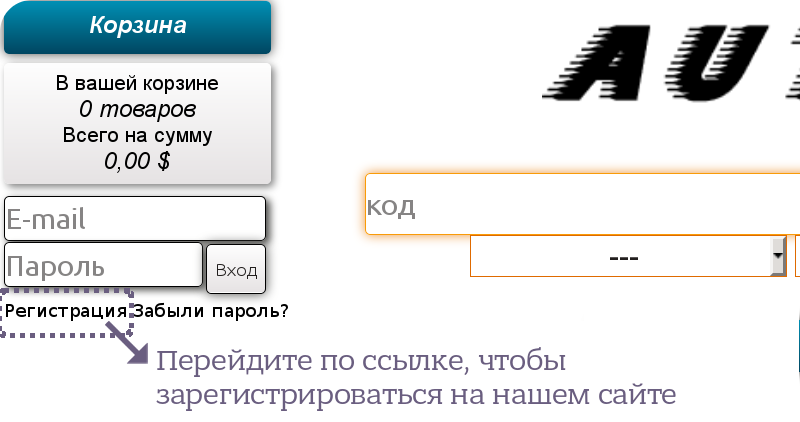 Корзина
В вашей корзине
0 товаров
Всего на сумму
0,00 $
E-mail
Пароль
Вход
Регистрация Забыли пароль?
AU
код
---
Перейдите по ссылке, чтобы
зарегистрироваться на нашем сайте